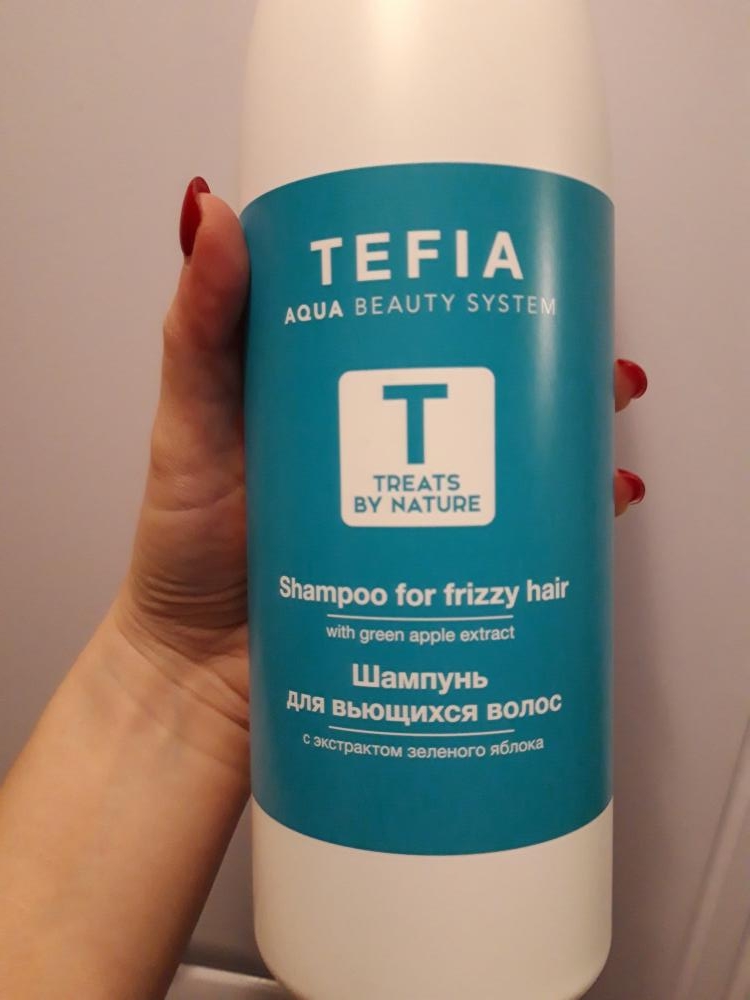 TEFIA
AQUA BEAUTY SYSTEM
T
TREATS
BY NATURE
Shampoo for frizzy hair
with green apple extract
Шампунь
для вьющихся волос
с экстрактом зеленого яблока